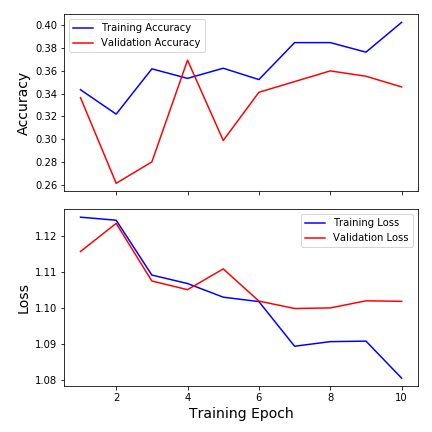 0.40
0.38
0.36
0.34
0.32
0.30
0.28
0.26
Accuracy
Training Accuracy
Validation Accuracy
1.12
1.11
1.10
1.09
1.08
Loss
Training Loss
Validation Loss
2 4 6 8 10
Training Epoch